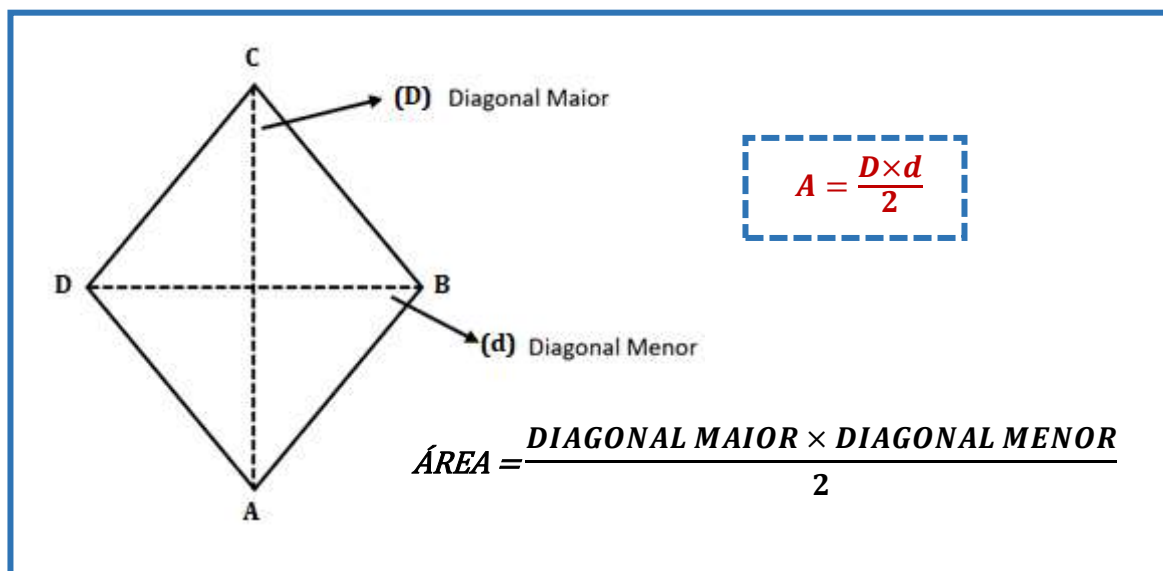 C
(D) Diagonal Maior
A = D×d
2
D
B
(d) Diagonal Menor
ÁREA = DIAGONAL MAIOR × DIAGONAL MENOR
2
A